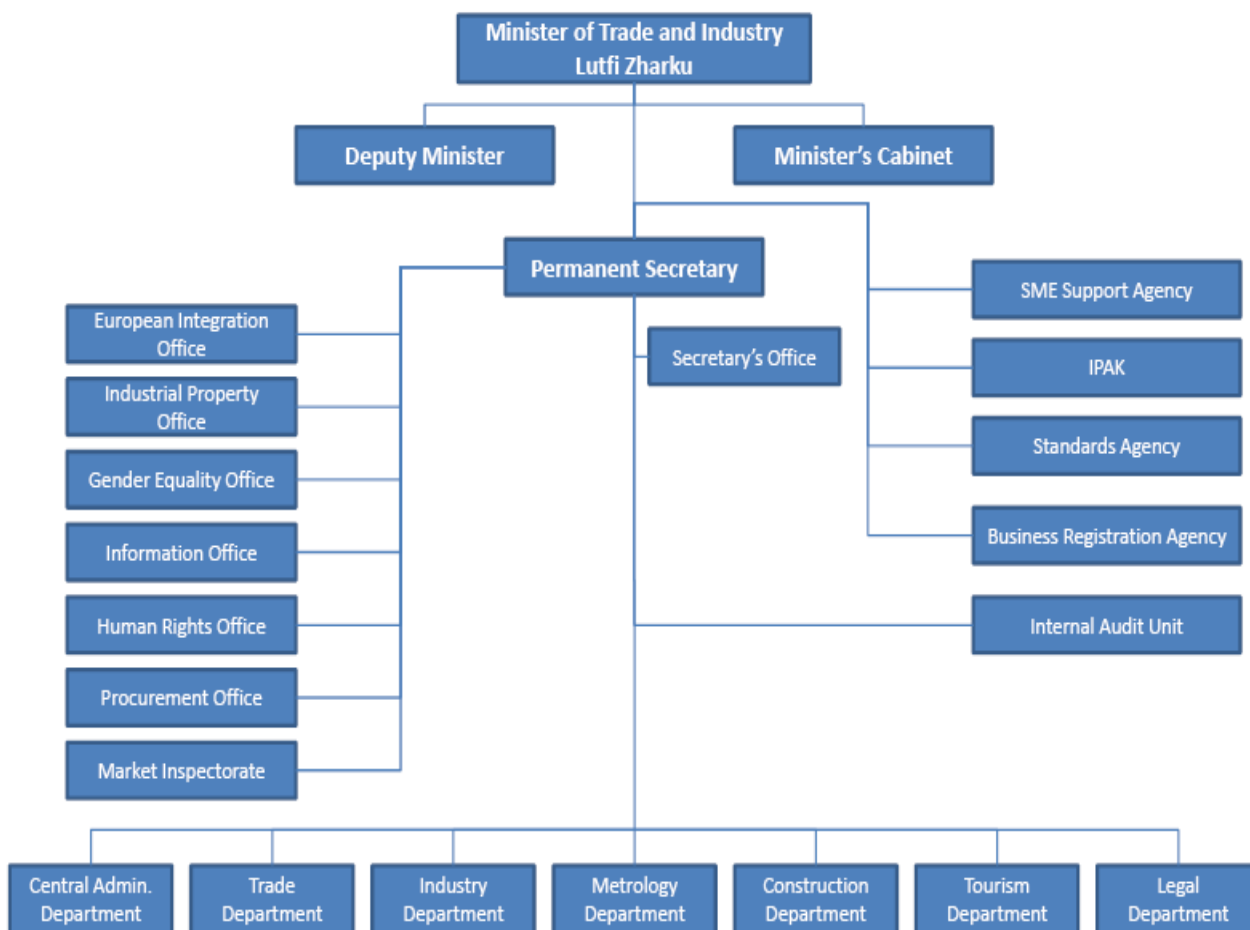 Minister of Trade and Industry
Lutfi Zharku
Deputy Minister
Minister’s Cabinet
Permanent Secretary
Secretary’s Office
European Integration
Office
Industrial Property
Office
Gender Equality Office
Information Office
Human Rights Office
Procurement Office
Market Inspectorate
SME Support Agency
IPAK
Standards Agency
Business Registration Agency
Internal Audit Unit
Central Admin.
Department
Trade
Department
Industry
Department
Metrology
Department
Construction
Department
Tourism
Department
Legal
Department